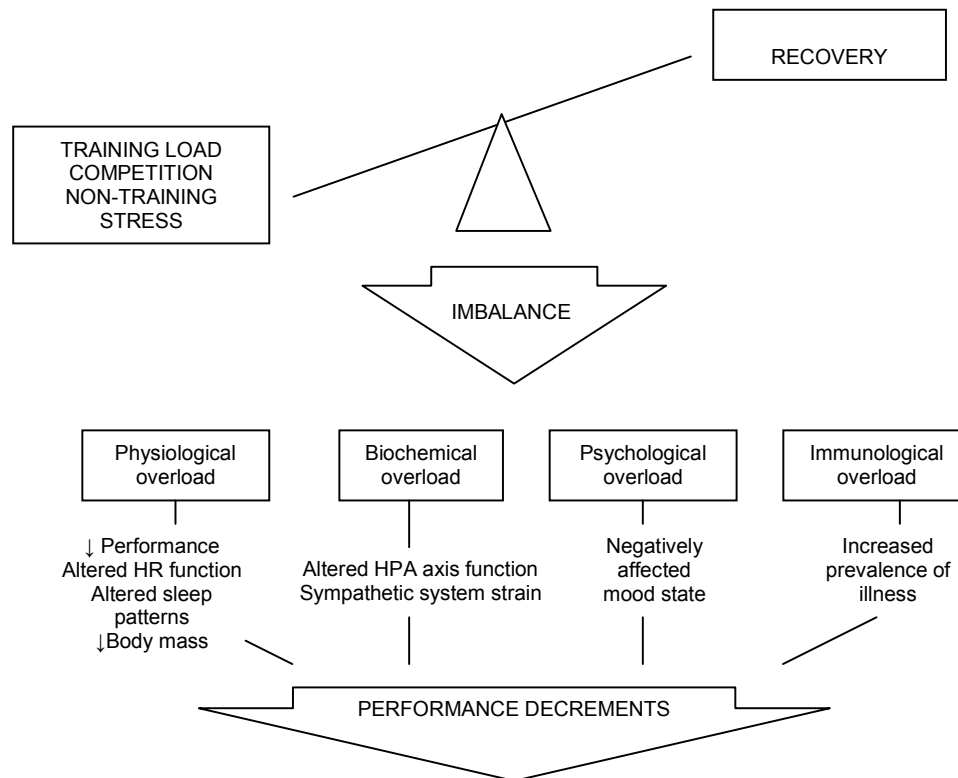 RECOVERY
TRAINING LOAD
COMPETITION
NON-TRAINING
STRESS
IMBALANCE
Physiological
overload
Biochemical
overload
Psychological
overload
Immunological
overload
↓ Performance
Altered HR function
Altered sleep
patterns
↓Body mass
Altered HPA axis function
Sympathetic system strain
Negatively
affected
mood state
Increased
prevalence of
illness
PERFORMANCE DECREMENTS